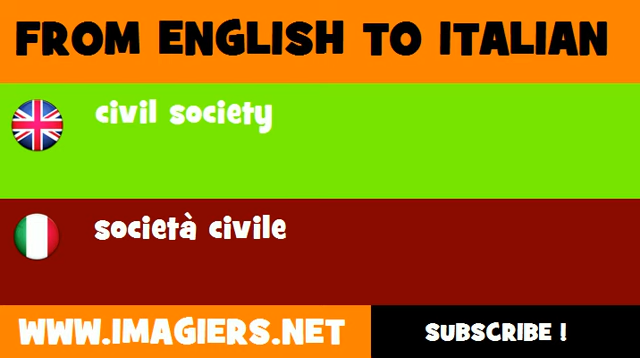 FROM ENGLISH TO ITALIAN
civil society
società civile
WWW.IMAGIERS.NET
SUBSCRIBE !